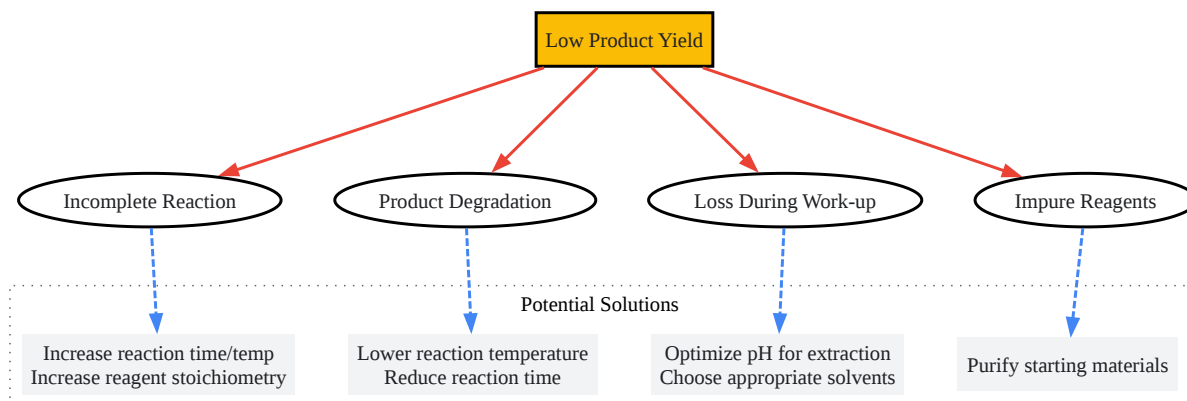 Low Product Yield
Incomplete Reaction
Product Degradation
Loss During Work-up
Impure Reagents
Potential Solutions
Increase reaction time/temp
Increase reagent stoichiometry
Lower reaction temperature
Reduce reaction time
Optimize pH for extraction
Choose appropriate solvents
Purify starting materials